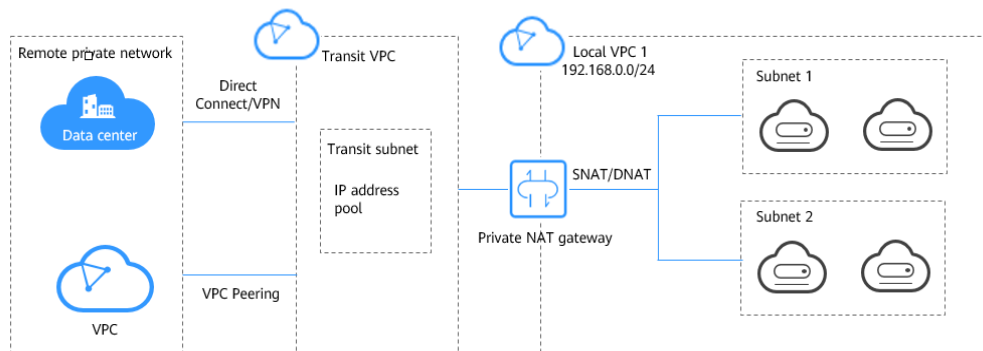 Remote private network
Data center
VPC
Direct
Connect/VPN
VPC Peering
Transit VPC
Transit subnet
IP address
pool
Private NAT gateway
Local VPC 1
192.168.0.0/24
SNAT/DNAT
Subnet 1
Subnet 2